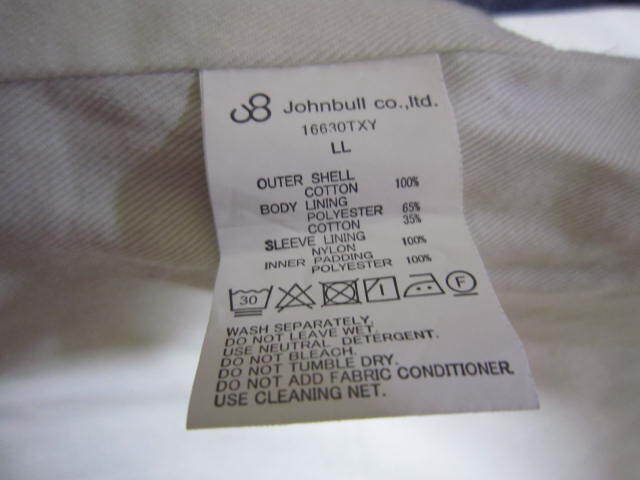 Johnbull co.,ltd.
16630TXY
LL
OUTER SHELL
COTTON 100%
BODY LINING
POLYESTER 65%
COTTON 35%
SLEEVE LINING
NYLON 100%
INNER PADDING
POLYESTER 100%
30 F
WASH SEPARATELY.
DO NOT LEAVE WET.
USE NEUTRAL DETERGENT.
DO NOT BLEACH.
DO NOT TUMBLE DRY.
DO NOT ADD FABRIC CONDITIONER.
USE CLEANING NET.